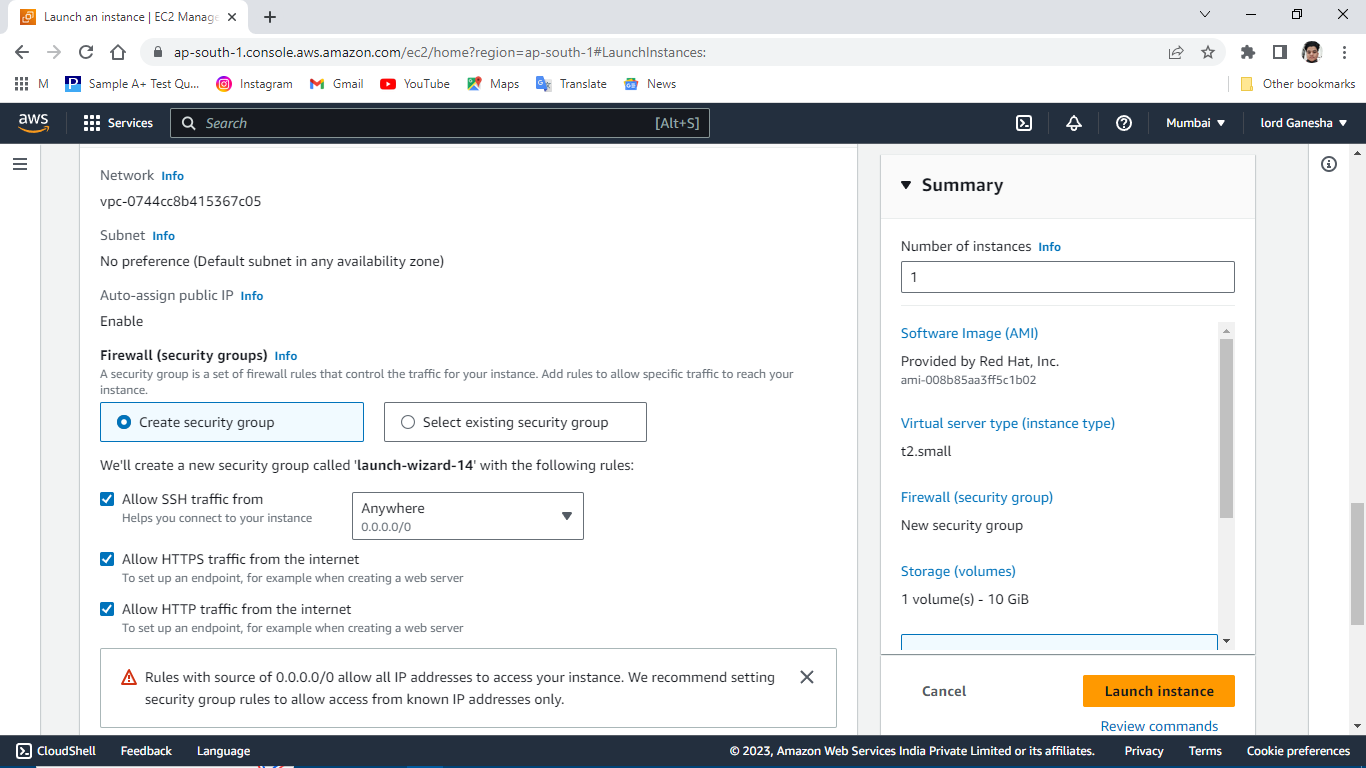 Launch an instance | EC2 Manage
ap-south-1.console.aws.amazon.com/ec2/home?region=ap-south-1#LaunchInstances:
M
Sample A+ Test Qu...
Instagram
Gmail
YouTube
Maps
Translate
News
Other bookmarks
aws
Services
Search
[Alt+S]
Mumbai
lord Ganesha
Network Info
vpc-0744cc8b415367c05
Subnet Info
No preference (Default subnet in any availability zone)
Auto-assign public IP Info
Enable
Firewall (security groups) Info
A security group is a set of firewall rules that control the traffic for your instance. Add rules to allow specific traffic to reach your
instance.
Create security group
Select existing security group
We'll create a new security group called 'launch-wizard-14' with the following rules:
Allow SSH traffic from
Helps you connect to your instance
Anywhere
0.0.0.0/0
Allow HTTPS traffic from the internet
To set up an endpoint, for example when creating a web server
Allow HTTP traffic from the internet
To set up an endpoint, for example when creating a web server
Rules with source of 0.0.0.0/0 allow all IP addresses to access your instance. We recommend setting
security group rules to allow access from known IP addresses only.
Summary
Number of instances Info
1
Software Image (AMI)
Provided by Red Hat, Inc.
ami-008b85aa3ff5c1b02
Virtual server type (instance type)
t2.small
Firewall (security group)
New security group
Storage (volumes)
1 volume(s) - 10 GiB
Cancel
Launch instance
Review commands
CloudShell
Feedback
Language
© 2023, Amazon Web Services India Private Limited or its affiliates.
Privacy
Terms
Cookie preferences